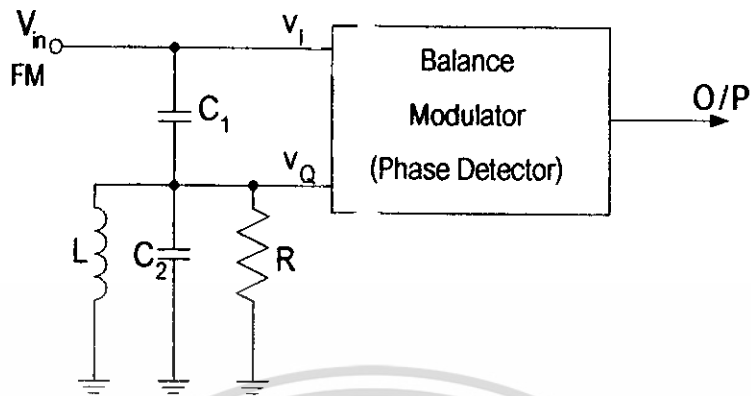 V_in
FM
V_I
C_1
V_Q
L
C_2
R
Balance
Modulator
(Phase Detector)
O/P